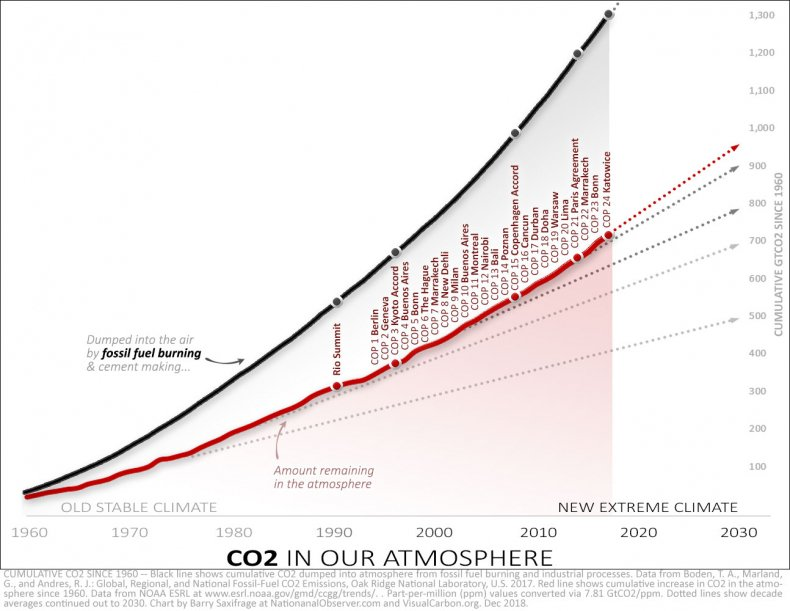 1,300
1,200
1,100
1,000
900
800
700
600
500
400
300
200
100
CUMULATIVE GTCO2 SINCE 1960
Dumped into the air
by fossil fuel burning
& cement making...
Rio Summit
COP 1 Berlin
COP 2 Geneva
COP 3 Kyoto Accord
COP 4 Buenos Aires
COP 5 Bonn
COP 6 The Hague
COP 7 Marrakech
COP 8 New Dehli
COP 9 Milan
COP 10 Buenos Aires
COP 11 Montreal
COP 12 Nairobi
COP 13 Bali
COP 14 Poznan
COP 15 Copenhagen Accord
COP 16 Cancun
COP 17 Durban
COP 18 Doha
COP 19 Warsaw
COP 20 Lima
COP 21 Paris Agreement
COP 22 Marrakech
COP 23 Bonn
COP 24 Katowice
Amount remaining
in the atmosphere
OLD STABLE CLIMATE
NEW EXTREME CLIMATE
1960 1970 1980 1990 2000 2010 2020 2030
CO2 IN OUR ATMOSPHERE
CUMULATIVE CO2 SINCE 1960 -- Black line shows cumulative CO2 dumped into atmosphere from fossil fuel burning and industrial processes. Data from Boden, T. A., Marland,
G., and Andres, R. J.: Global, Regional, and National Fossil-Fuel CO2 Emissions, Oak Ridge National Laboratory, U.S. 2017. Red line shows cumulative increase in CO2 in the atmo-
sphere since 1960. Data from NOAA ESRL at www.esrl.noaa.gov/gmd/ccgg/trends/. . Part-per-million (ppm) values converted via 7.81 GtCO2/ppm. Dotted lines show decade
averages continued out to 2030. Chart by Barry Saxifrage at NationanalObserver.com and VisualCarbon.org. Dec 2018.